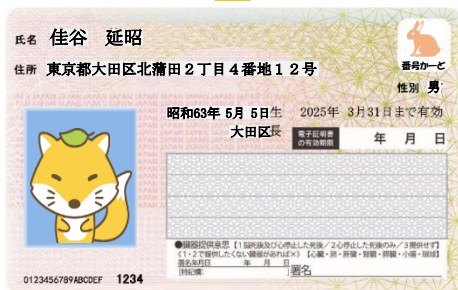 氏名 佳谷 延昭
住所 東京都大田区北蒲田2丁目4番地12号
番号かーど
性別 男
昭和63年 5月 5日生 2025年 3月31日まで有効
大田区長
電子証明書の有効期限 年 月 日
●臓器提供意思【1脳死後及び心停止した死後／2心停止した死後のみ／3提供せず】
《1・2で提供したくない臓器があれば×》【心臓・肺・肝臓・腎臓・膵臓・小腸・眼球】
署名年月日 年 月 日
[特記欄: ] 署名
0123456789ABCDEF 1234